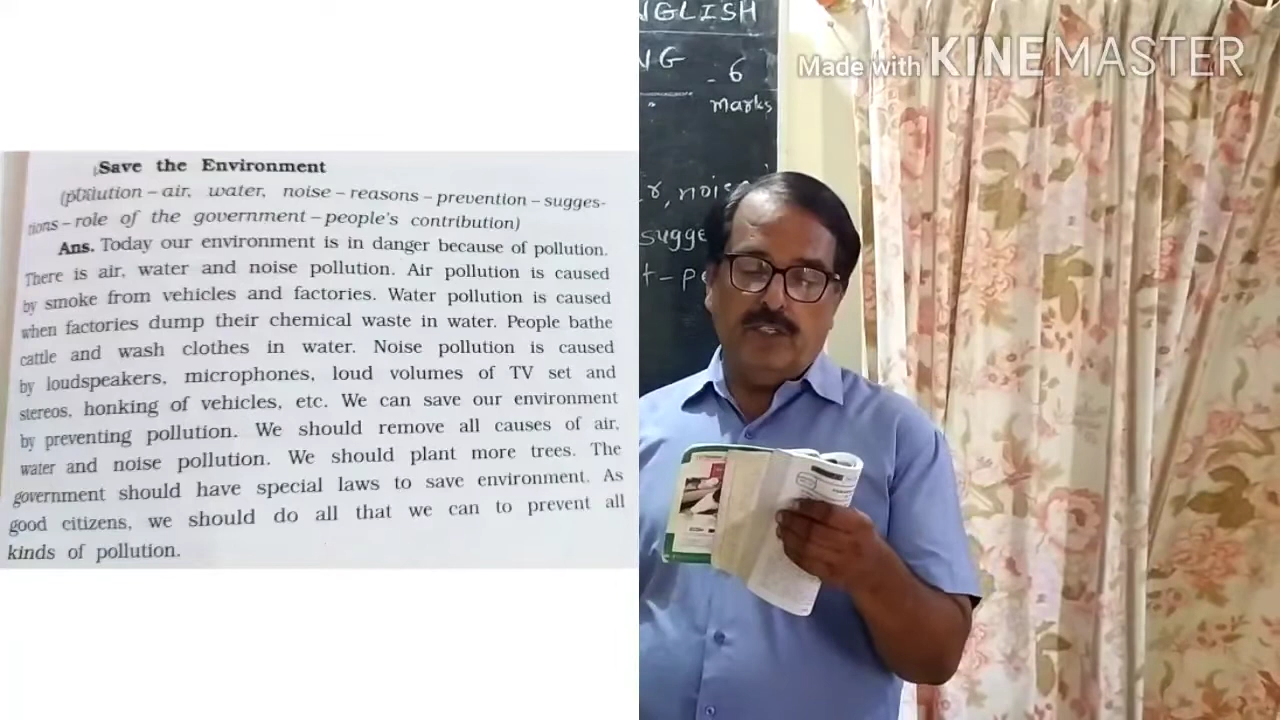 Save the Environment
(pollution – air, water, noise – reasons – prevention – sugges-
tions – role of the government – people's contribution)
Ans. Today our environment is in danger because of pollution.
There is air, water and noise pollution. Air pollution is caused
by smoke from vehicles and factories. Water pollution is caused
when factories dump their chemical waste in water. People bathe
cattle and wash clothes in water. Noise pollution is caused
by loudspeakers, microphones, loud volumes of TV set and
stereos, honking of vehicles, etc. We can save our environment
by preventing pollution. We should remove all causes of air,
water and noise pollution. We should plant more trees. The
government should have special laws to save environment. As
good citizens, we should do all that we can to prevent all
kinds of pollution.
NGLISH
NG - 6
marks
r, noise
sugge
t - pe
Made with KINEMASTER